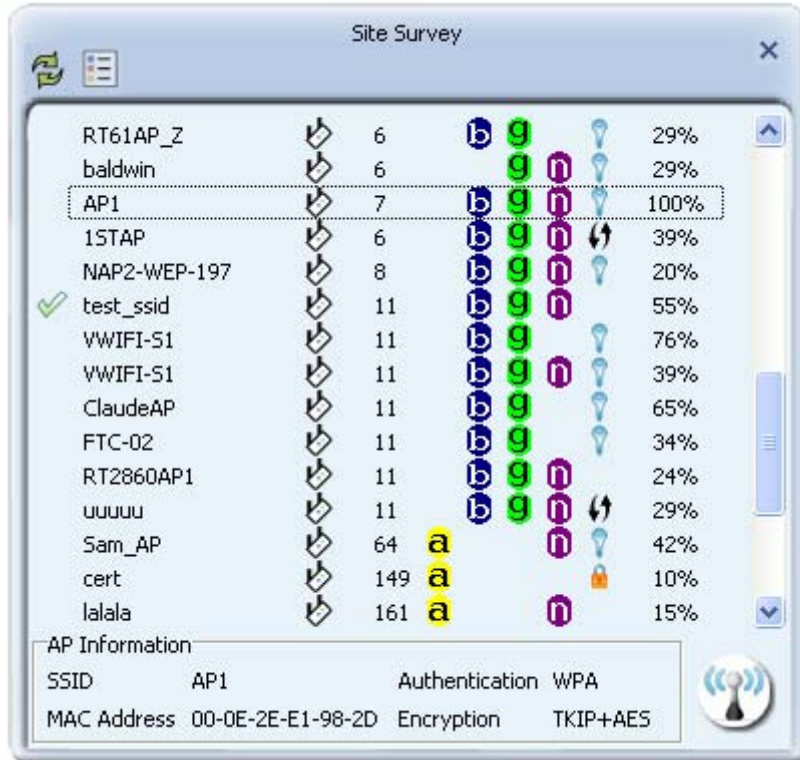 Site Survey
RT61AP_Z 6 b g 29%
baldwin 6 g n 29%
AP1 7 b g n 100%
1STAP 6 b g n 39%
NAP2-WEP-197 8 b g n 20%
test_ssid 11 b g n 55%
VWIFI-S1 11 b g 76%
VWIFI-S1 11 b g n 39%
ClaudeAP 11 b g 65%
FTC-02 11 b g 34%
RT2860AP1 11 b g n 24%
uuuuu 11 b g n 29%
Sam_AP 64 a n 42%
cert 149 a 10%
lalala 161 a n 15%
AP Information
SSID AP1 Authentication WPA
MAC Address 00-0E-2E-E1-98-2D Encryption TKIP+AES